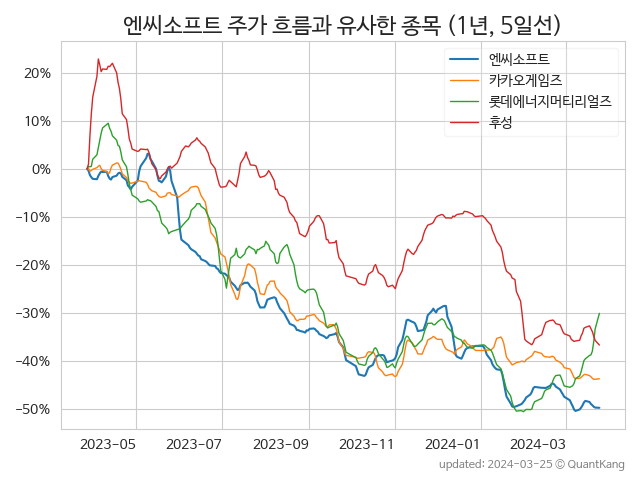 엔씨소프트 주가 흐름과 유사한 종목 (1년, 5일선)
엔씨소프트
카카오게임즈
롯데에너지머티리얼즈
후성
20%
10%
0%
−10%
−20%
−30%
−40%
−50%
2023-05 2023-07 2023-09 2023-11 2024-01 2024-03
updated: 2024-03-25 © QuantKang